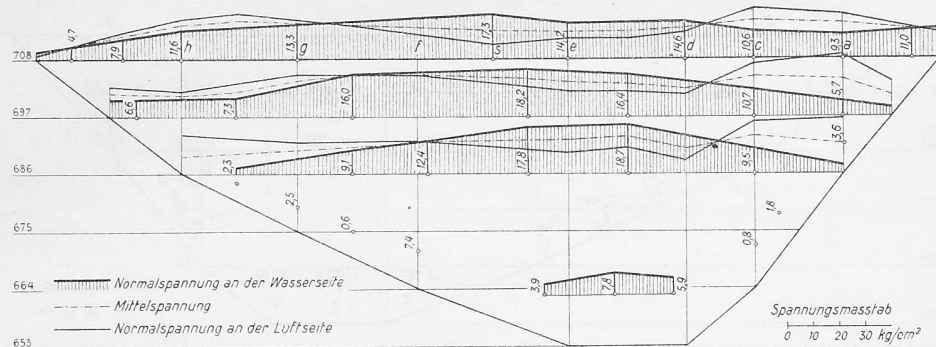 4,7
7,9 11,6 h 13,3 g f 17,3 s 14,2 e 14,6 d 10,6 c 9,3 a 11,0
708
6,6 7,3 16,0 18,2 16,4 10,7 5,7
697
3,6
2,3 9,1 12,4 17,8 18,7 9,5
686
2,5 0,6 7,4 0,8 1,8
675
3,9 7,8 5,9
664
653
Normalspannung an der Wasserseite
Mittelspannung
Normalspannung an der Luftseite
Spannungsmasstab
0 10 20 30 kg/cm²